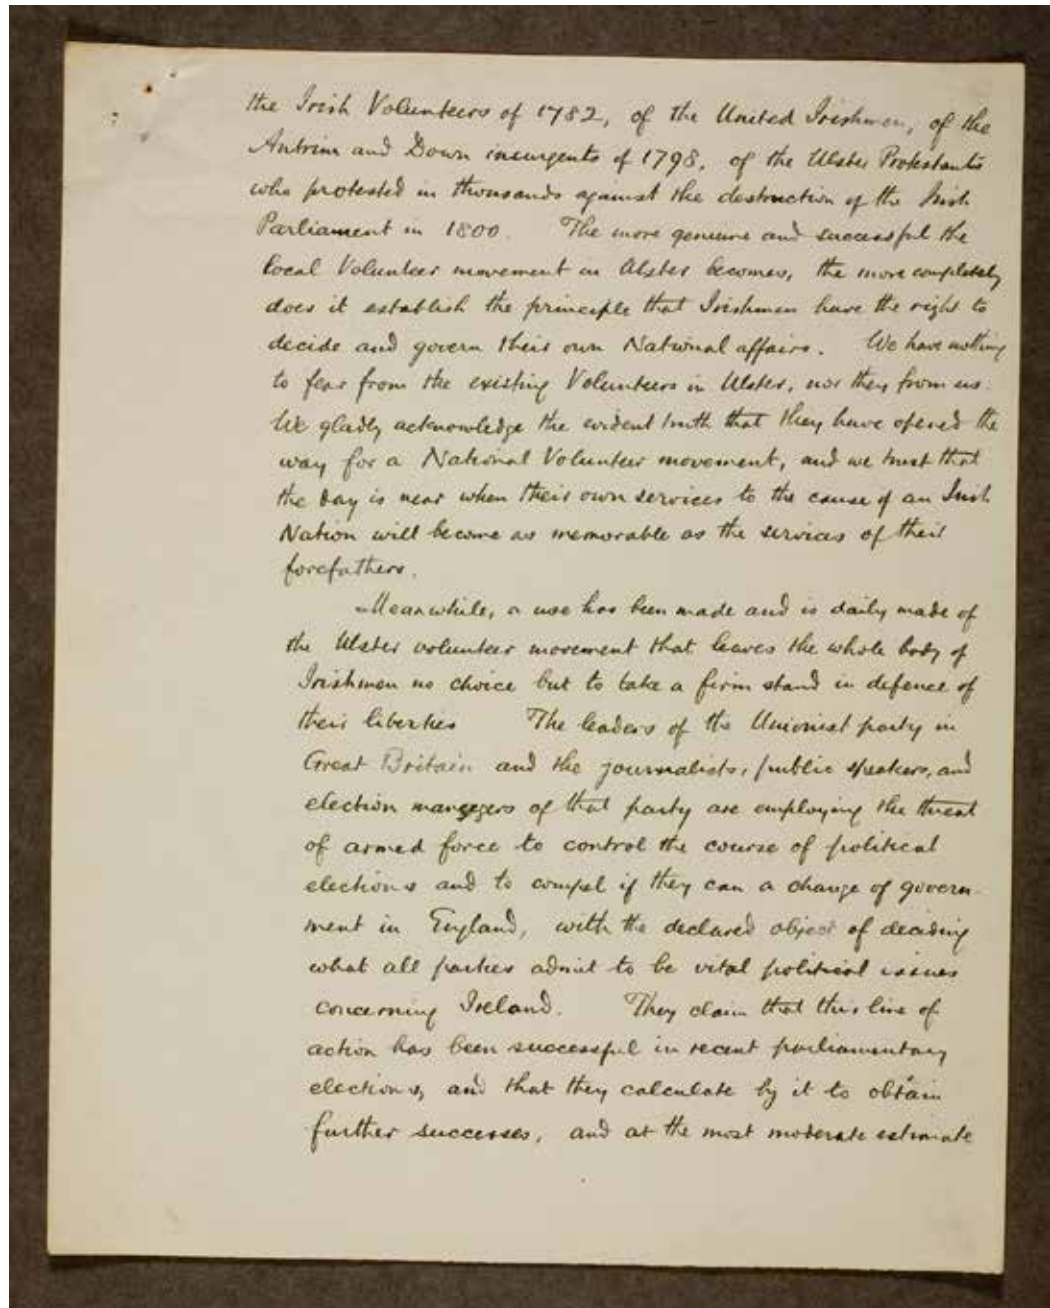 the Irish Volunteers of 1782, of the United Irishmen, of the
Antrim and Down insurgents of 1798, of the Ulster Protestants
who protested in thousands against the destruction of the Irish
Parliament in 1800. The more genuine and successful the
local Volunteer movement in Ulster becomes, the more completely
does it establish the principle that Irishmen have the right to
decide and govern their own National affairs. We have nothing
to fear from the existing Volunteers in Ulster, nor they from us.
We gladly acknowledge the evident truth that they have opened the
way for a National Volunteer movement, and we trust that
the day is near when their own services to the cause of an Irish
Nation will become as memorable as the services of their
forefathers.
Meanwhile, a use has been made and is daily made of
the Ulster volunteer movement that leaves the whole body of
Irishmen no choice but to take a firm stand in defence of
their liberties The leaders of the Unionist party in
Great Britain and the journalists, public speakers, and
election managers of that party are employing the threat
of armed force to control the course of political
elections and to compel if they can a change of govern-
ment in England, with the declared object of deciding
what all parties admit to be vital political issues
concerning Ireland. They claim that this line of
action has been successful in recent parliamentary
elections, and that they calculate by it to obtain
further successes, and at the most moderate estimate